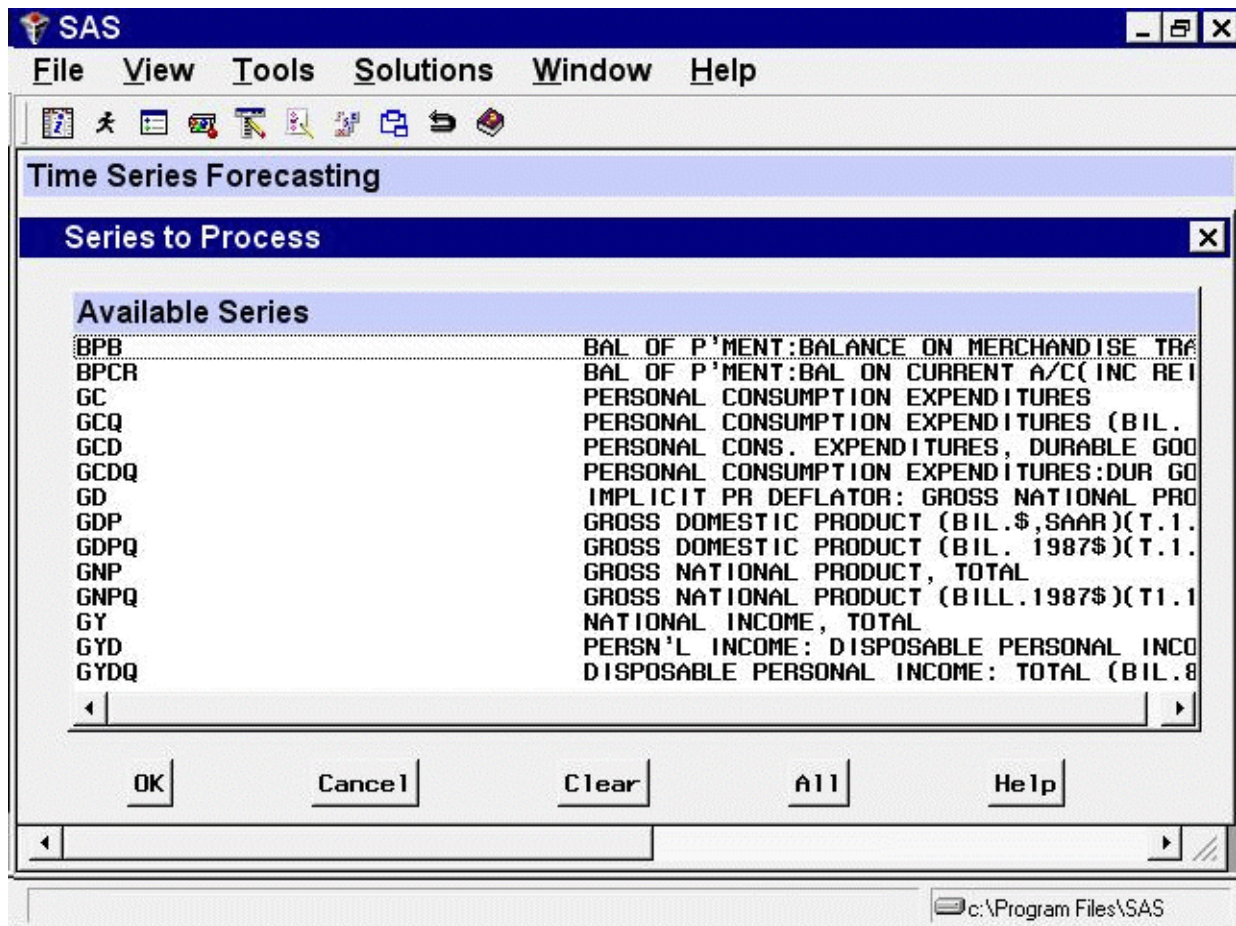 SAS
File View Tools Solutions Window Help
Time Series Forecasting
Series to Process
Available Series
BPB BAL OF P'MENT:BALANCE ON MERCHANDISE TRA
BPCR BAL OF P'MENT:BAL ON CURRENT A/C(INC REI
GC PERSONAL CONSUMPTION EXPENDITURES
GCQ PERSONAL CONSUMPTION EXPENDITURES (BIL.
GCD PERSONAL CONS. EXPENDITURES, DURABLE GOO
GCDQ PERSONAL CONSUMPTION EXPENDITURES:DUR GO
GD IMPLICIT PR DEFLATOR: GROSS NATIONAL PRO
GDP GROSS DOMESTIC PRODUCT (BIL.$,SAAR)(T.1.
GDPQ GROSS DOMESTIC PRODUCT (BIL. 1987$)(T.1.
GNP GROSS NATIONAL PRODUCT, TOTAL
GNPQ GROSS NATIONAL PRODUCT (BILL.1987$)(T1.1
GY NATIONAL INCOME, TOTAL
GYD PERSN'L INCOME: DISPOSABLE PERSONAL INCO
GYDQ DISPOSABLE PERSONAL INCOME: TOTAL (BIL.8
OK Cancel Clear All Help
c:\Program Files\SAS